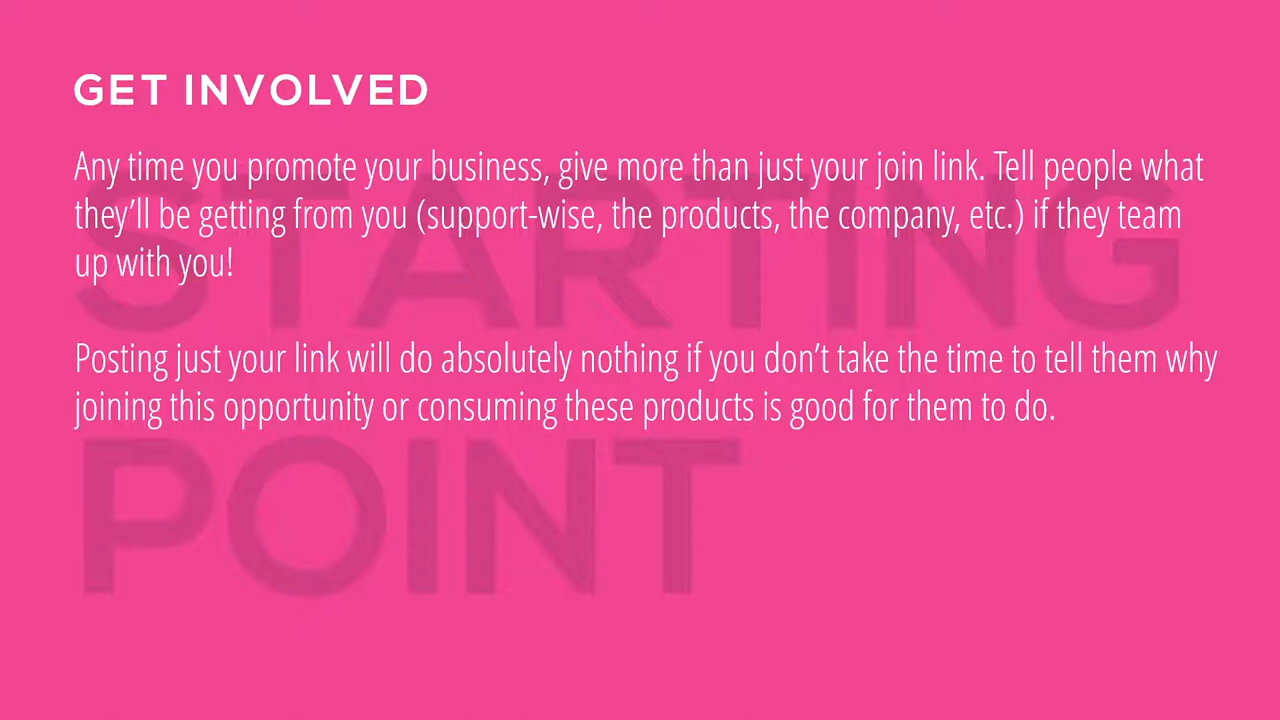 GET INVOLVED
Any time you promote your business, give more than just your join link. Tell people what
they’ll be getting from you (support-wise, the products, the company, etc.) if they team
up with you!
Posting just your link will do absolutely nothing if you don’t take the time to tell them why
joining this opportunity or consuming these products is good for them to do.
STARTING
POINT